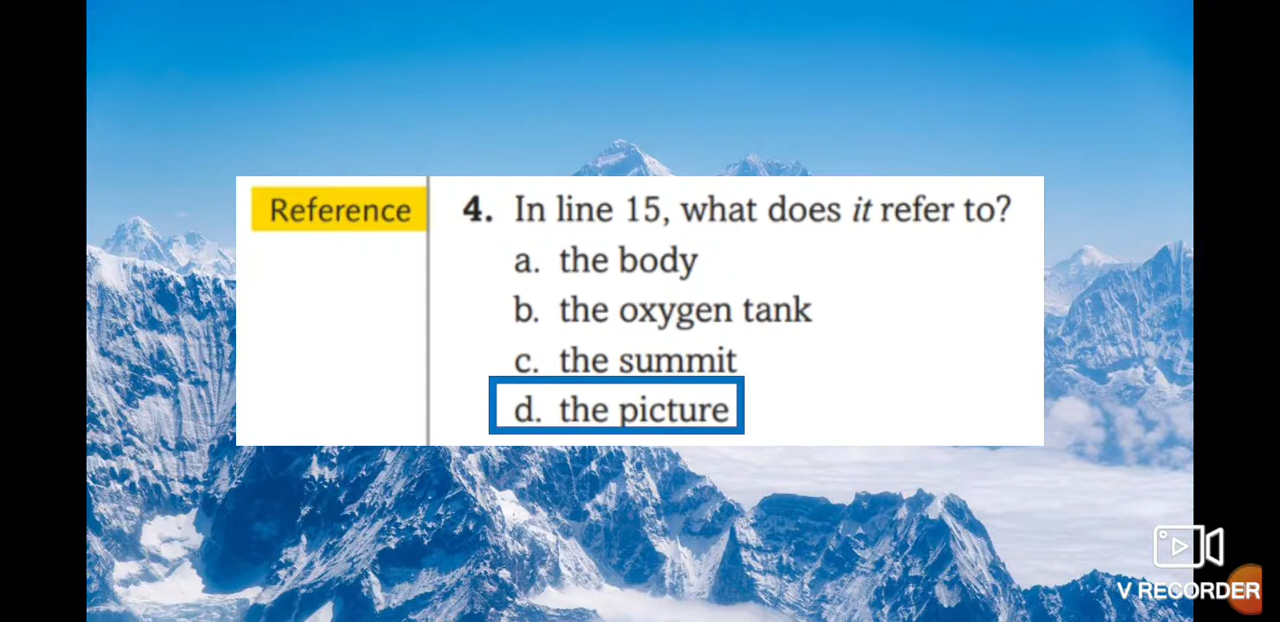 Reference
4. In line 15, what does it refer to?
a. the body
b. the oxygen tank
c. the summit
d. the picture
V RECORDER